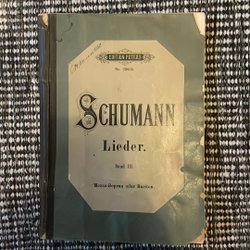 EDITION PETERS
SCHUMANN
Lieder.
Band III.
Mezzo-Sopran oder Bariton.